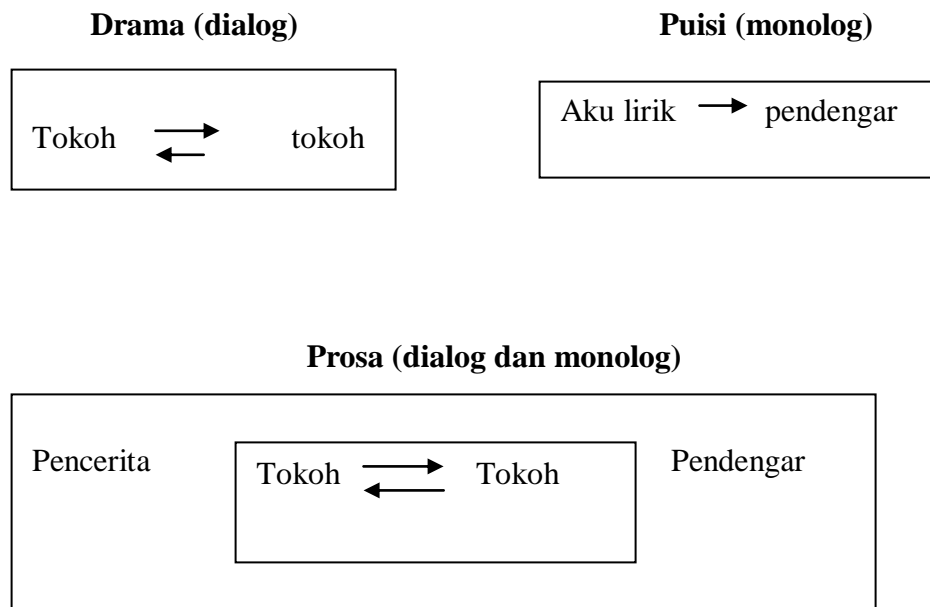 Drama (dialog)
Puisi (monolog)
Tokoh tokoh
Aku lirik pendengar
Prosa (dialog dan monolog)
Pencerita Tokoh Tokoh Pendengar